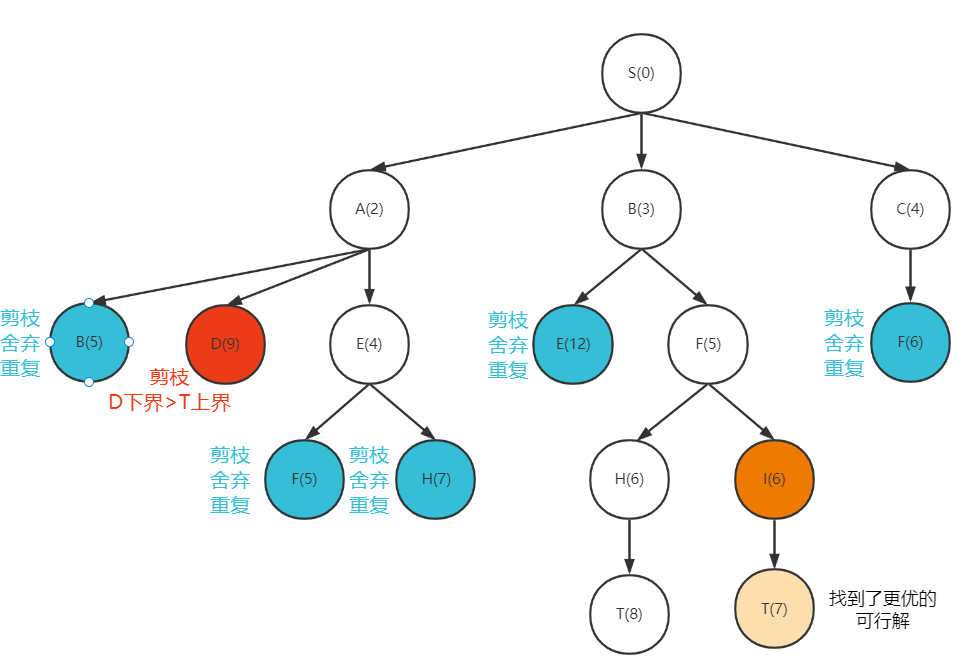 S(0)
A(2)
B(3)
C(4)
剪枝
舍弃
重复
B(5)
D(9)
剪枝
D下界>T上界
E(4)
剪枝
舍弃
重复
E(12)
F(5)
剪枝
舍弃
重复
F(6)
剪枝
舍弃
重复
F(5)
剪枝
舍弃
重复
H(7)
H(6)
I(6)
T(8)
T(7)
找到了更优的
可行解